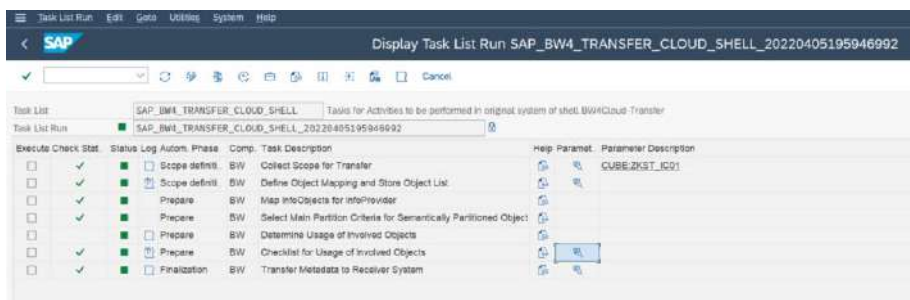 Task List Run Edit Goto Utilities System Help
SAP Display Task List Run SAP_BW4_TRANSFER_CLOUD_SHELL_20220405195946992
Cancel
Task List SAP_BW4_TRANSFER_CLOUD_SHELL Tasks for Activities to be performed in original system of shell BW4Cloud-Transfer
Task List Run SAP_BW4_TRANSFER_CLOUD_SHELL_20220405195946992
Execute Check Stat. Status Log Autom. Phase Comp. Task Description Help Paramet. Parameter Description
Scope definiti. BW Collect Scope for Transfer CUBE:ZKST_IC01
Scope definiti. BW Define Object Mapping and Store Object List
Prepare BW Map InfoObjects for InfoProvider
Prepare BW Select Main Partition Criteria for Semantically Partitioned Object
Prepare BW Determine Usage of Involved Objects
Prepare BW Checklist for Usage of Involved Objects
Finalization BW Transfer Metadata to Receiver System